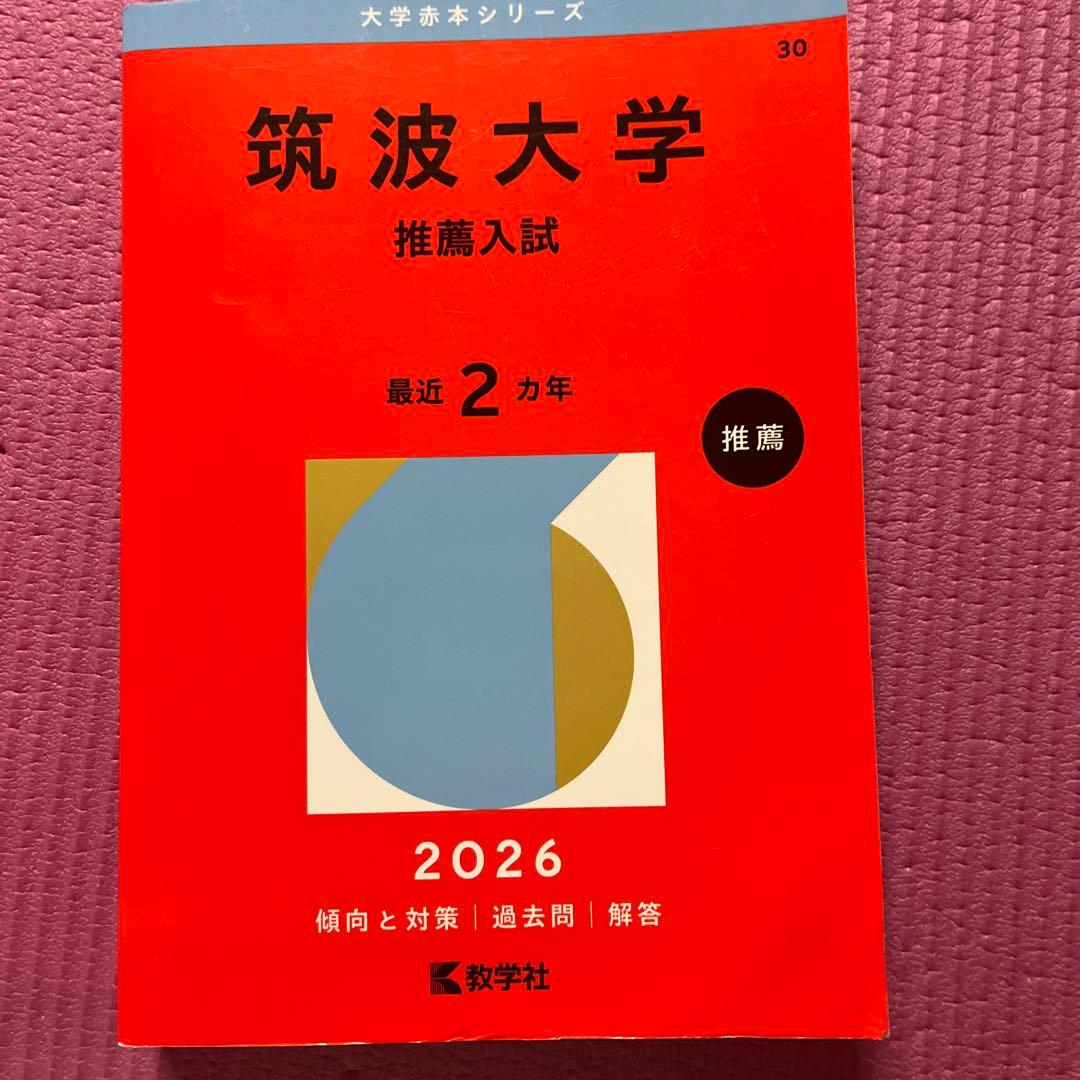 大学赤本シリーズ
30
筑波大学
推薦入試
最近2カ年
推薦
2026
傾向と対策|過去問|解答
教学社